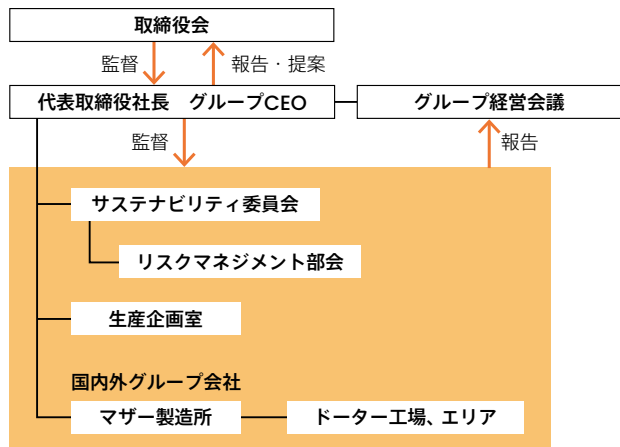 取締役会
監督
報告・提案
代表取締役社長　グループCEO
グループ経営会議
監督
報告
サステナビリティ委員会
リスクマネジメント部会
生産企画室
国内外グループ会社
マザー製造所
ドーター工場、エリア